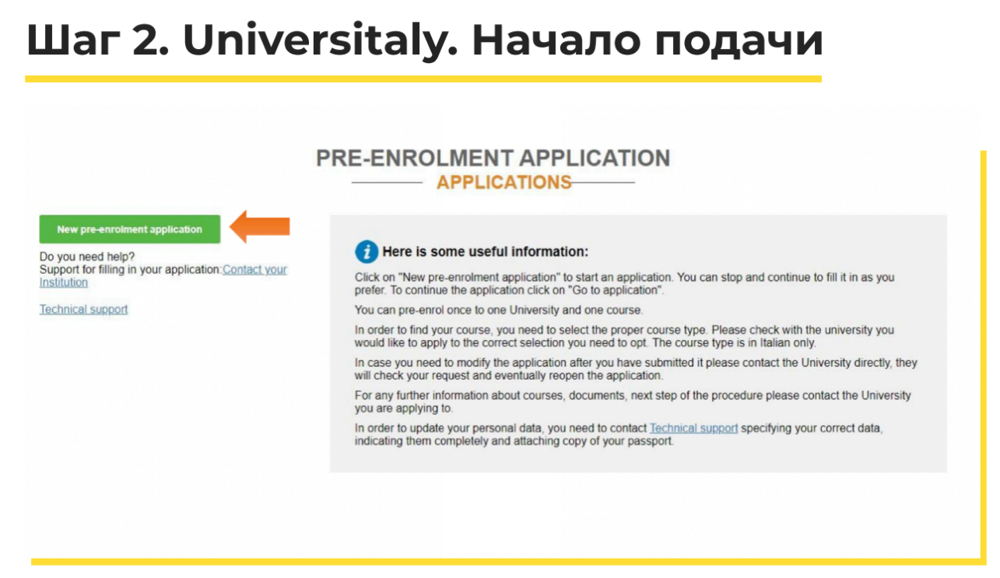 Шаг 2. Universitaly. Начало подачи
PRE-ENROLMENT APPLICATION
APPLICATIONS
New pre-enrolment application
Do you need help?
Support for filling in your application:Contact your
Institution
Technical support
Here is some useful information:
Click on "New pre-enrolment application" to start an application. You can stop and continue to fill it in as you
prefer. To continue the application click on "Go to application".
You can pre-enrol once to one University and one course.
In order to find your course, you need to select the proper course type. Please check with the university you
would like to apply to the correct selection you need to opt. The course type is in Italian only.
In case you need to modify the application after you have submitted it please contact the University directly, they
will check your request and eventually reopen the application.
For any further information about courses, documents, next step of the procedure please contact the University
you are applying to.
In order to update your personal data, you need to contact Technical support specifying your correct data,
indicating them completely and attaching copy of your passport.